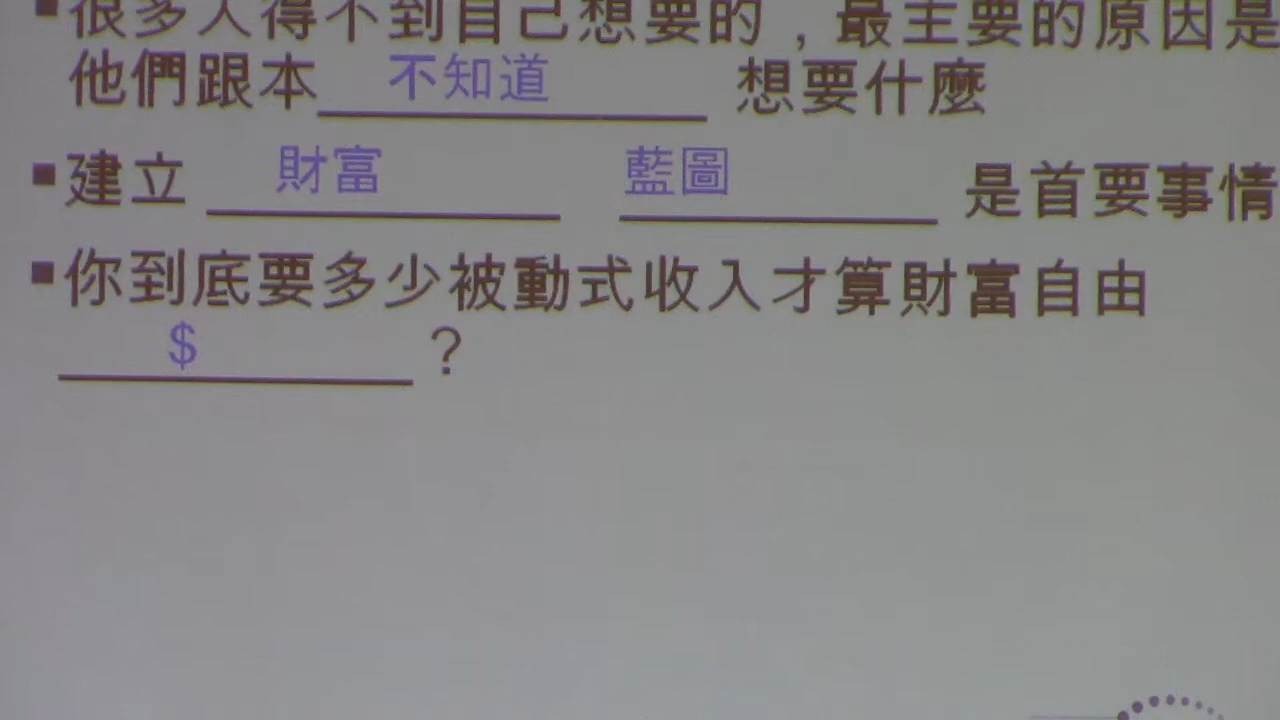 很多人得不到自己想要的，最主要的原因是
他們跟本 不知道 想要什麼
建立 財富 藍圖 是首要事情
你到底要多少被動式收入才算財富自由
$ ?